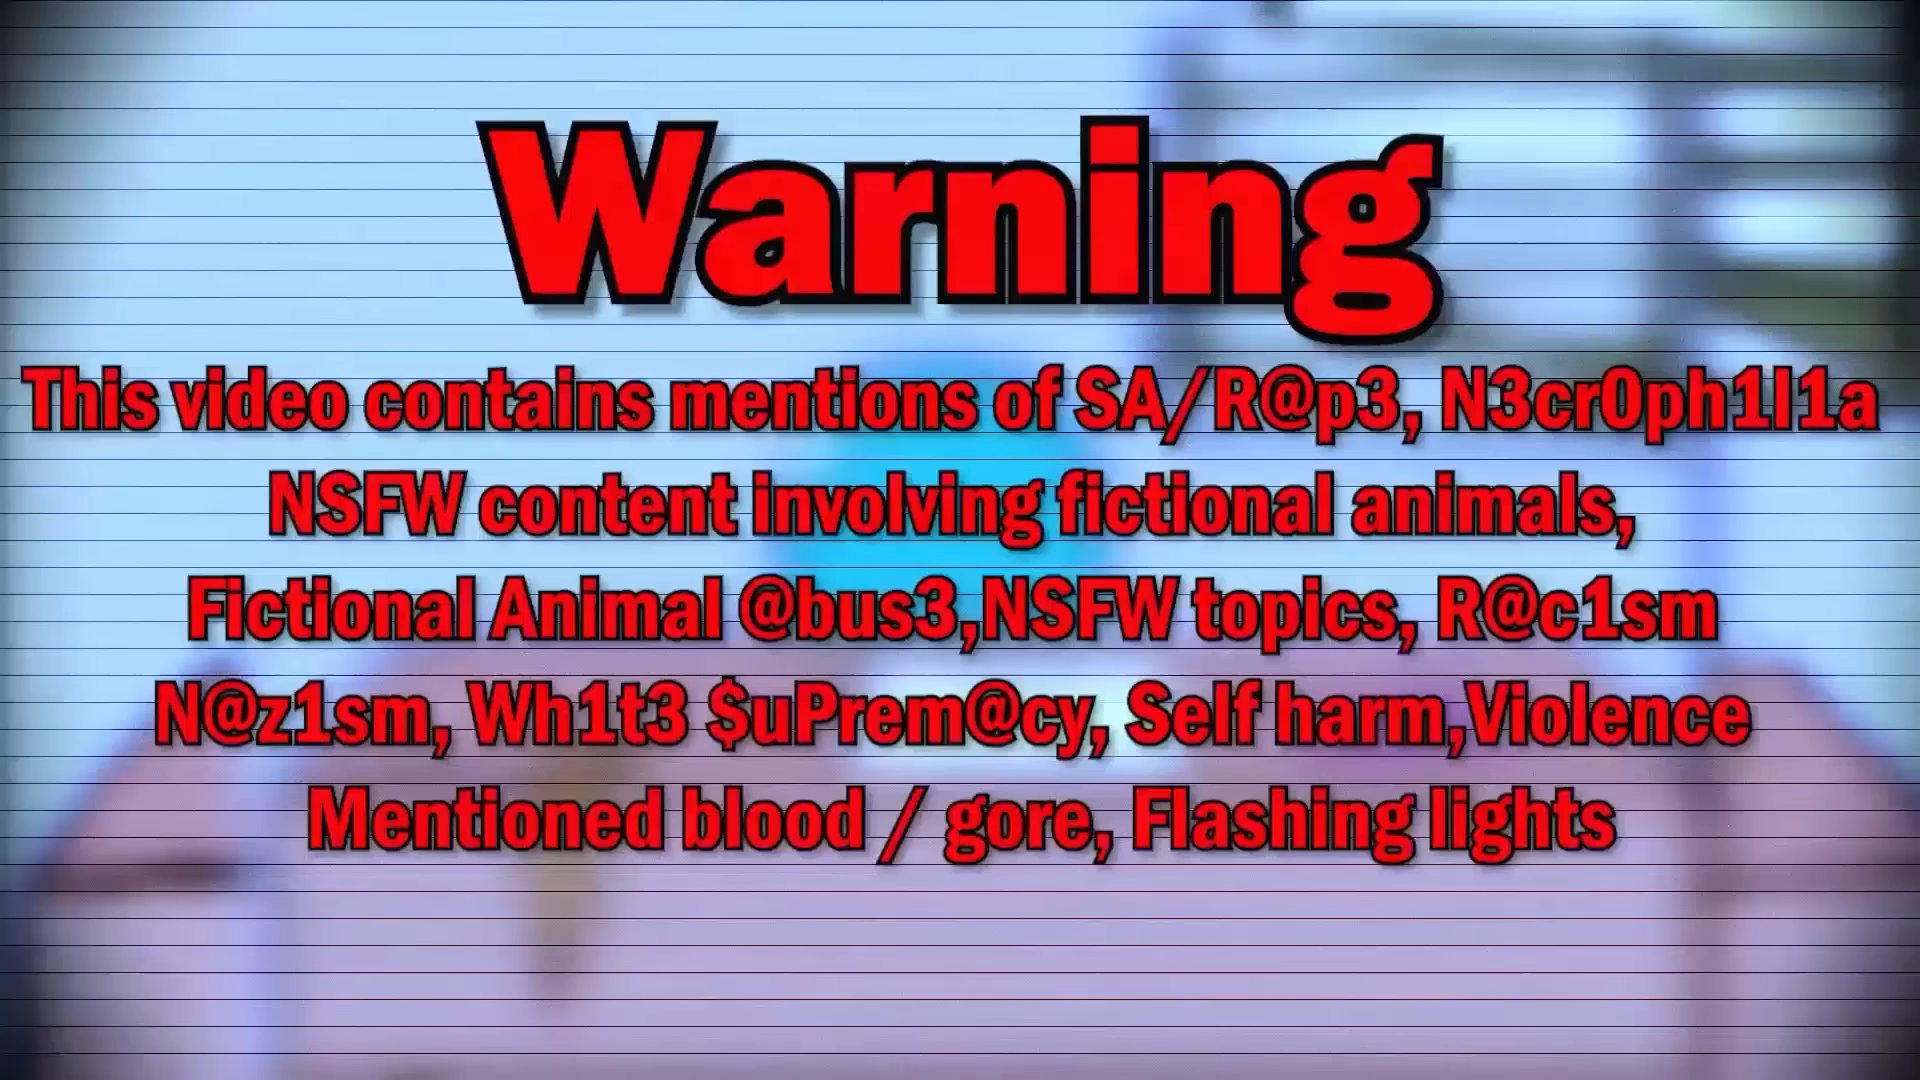 Warning
This video contains mentions of SA/R@p3, N3cr0ph1l1a
NSFW content involving fictional animals,
Fictional Animal @bus3,NSFW topics, R@c1sm
N@z1sm, Wh1t3 $uPrem@cy, Self harm,Violence
Mentioned blood / gore, Flashing lights